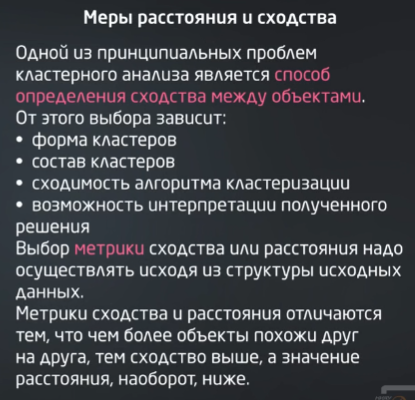 Меры расстояния и сходства
Одной из принципиальных проблем
кластерного анализа является способ
определения сходства между объектами.
От этого выбора зависит:
• форма кластеров
• состав кластеров
• сходимость алгоритма кластеризации
• возможность интерпретации полученного
решения
Выбор метрики сходства или расстояния надо
осуществлять исходя из структуры исходных
данных.
Метрики сходства и расстояния отличаются
тем, что чем более объекты похожи друг
на друга, тем сходство выше, а значение
расстояния, наоборот, ниже.